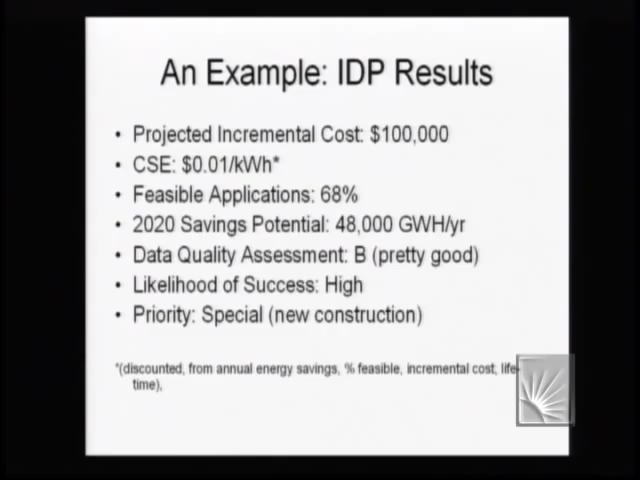 An Example: IDP Results
• Projected Incremental Cost: $100,000
• CSE: $0.01/kWh*
• Feasible Applications: 68%
• 2020 Savings Potential: 48,000 GWH/yr
• Data Quality Assessment: B (pretty good)
• Likelihood of Success: High
• Priority: Special (new construction)
*(discounted, from annual energy savings, % feasible, incremental cost, life-
time),